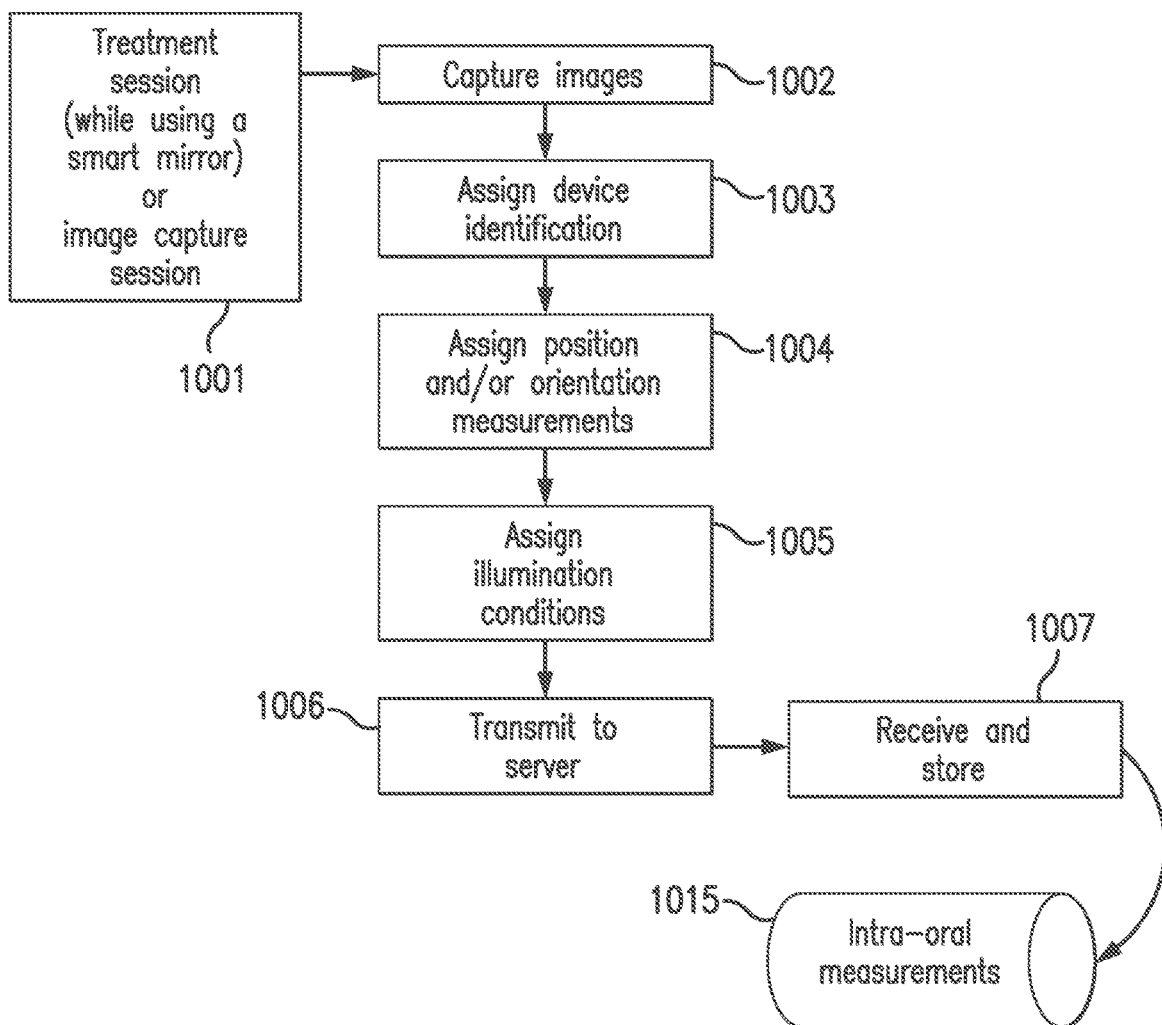 Treatment
session
(while using a
smart mirror)
or
image capture
session
1001
Capture images
1002
Assign device
identification
1003
Assign position
and/or orientation
measurements
1004
Assign
illumination
conditions
1005
1006
Transmit to
server
1007
Receive and
store
1015
Intra-oral
measurements